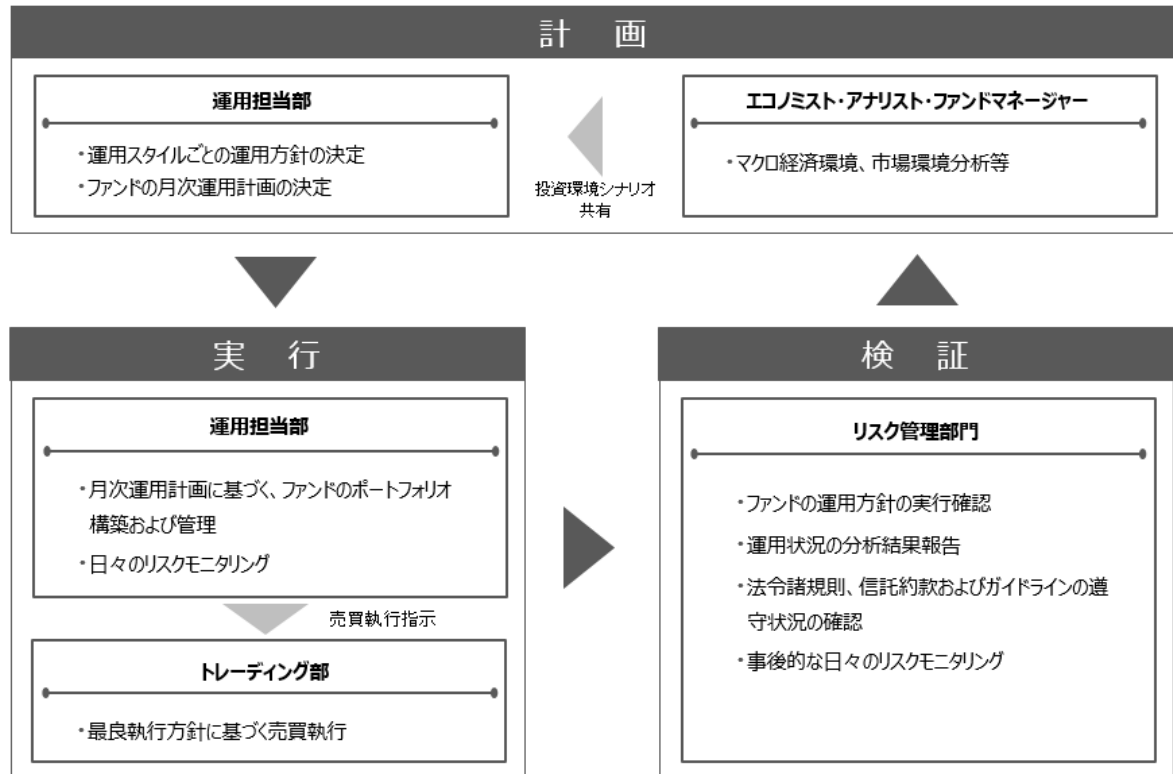 計 画
運用担当部
・運用スタイルごとの運用方針の決定
・ファンドの月次運用計画の決定
投資環境シナリオ
共有
エコノミスト・アナリスト・ファンドマネージャー
・マクロ経済環境、市場環境分析等
実 行
運用担当部
・月次運用計画に基づく、ファンドのポートフォリオ
構築および管理
・日々のリスクモニタリング
売買執行指示
トレーディング部
・最良執行方針に基づく売買執行
検 証
リスク管理部門
・ファンドの運用方針の実行確認
・運用状況の分析結果報告
・法令諸規則、信託約款およびガイドラインの遵
守状況の確認
・事後的な日々のリスクモニタリング